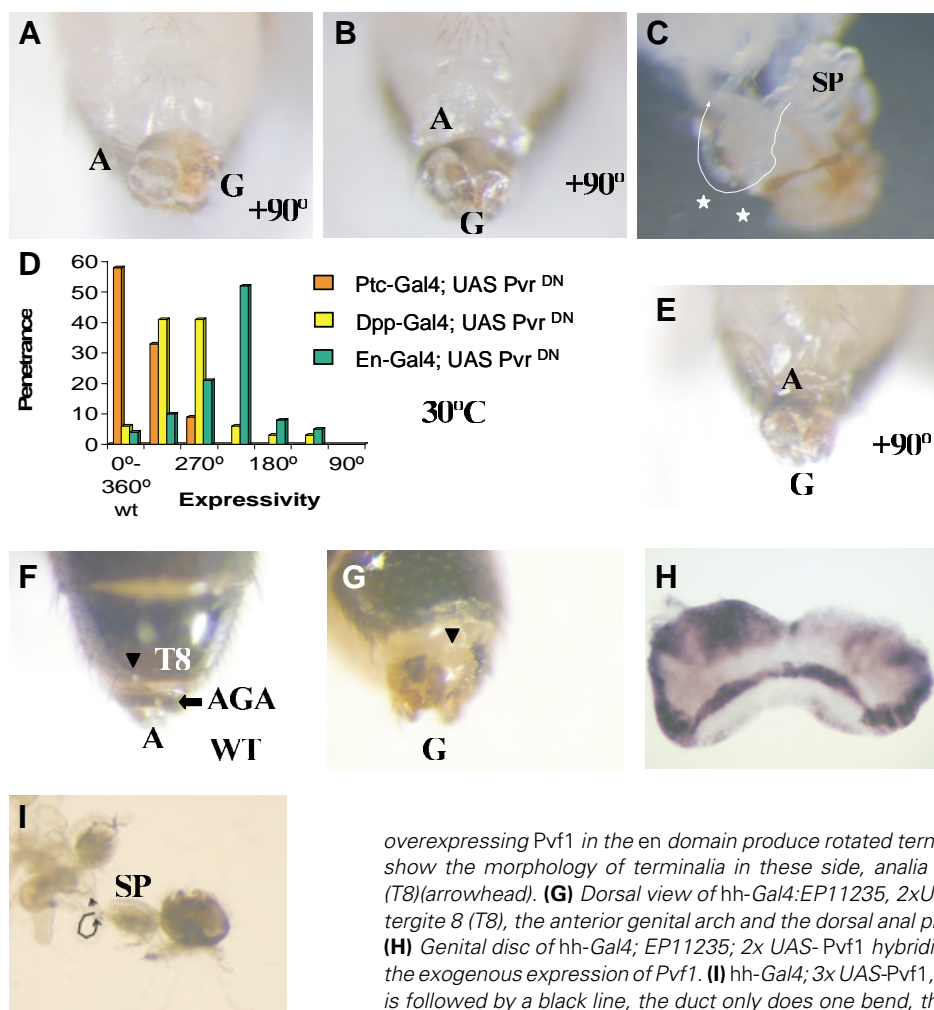 A
A
G
+90º
B
A
G
+90º
C
SP
D
60
50
40
30
20
10
0
Penetrance
0º-
360º
wt
270º
180º
90º
Expressivity
Ptc-Gal4; UAS Pvr DN
Dpp-Gal4; UAS Pvr DN
En-Gal4; UAS Pvr DN
30ºC
E
A
G
+90º
F
T8
AGA
A
WT
G
G
H
I
SP
overexpressing Pvf1 in the en domain produce rotated tern
show the morphology of terminalia in these side, analia
(T8)(arrowhead). (G) Dorsal view of hh-Gal4:EP11235, 2xU
tergite 8 (T8), the anterior genital arch and the dorsal anal p
(H) Genital disc of hh-Gal4; EP11235; 2x UAS- Pvf1 hybridi
the exogenous expression of Pvf1. (I) hh-Gal4; 3x UAS-Pvf1,
is followed by a black line, the duct only does one bend, th